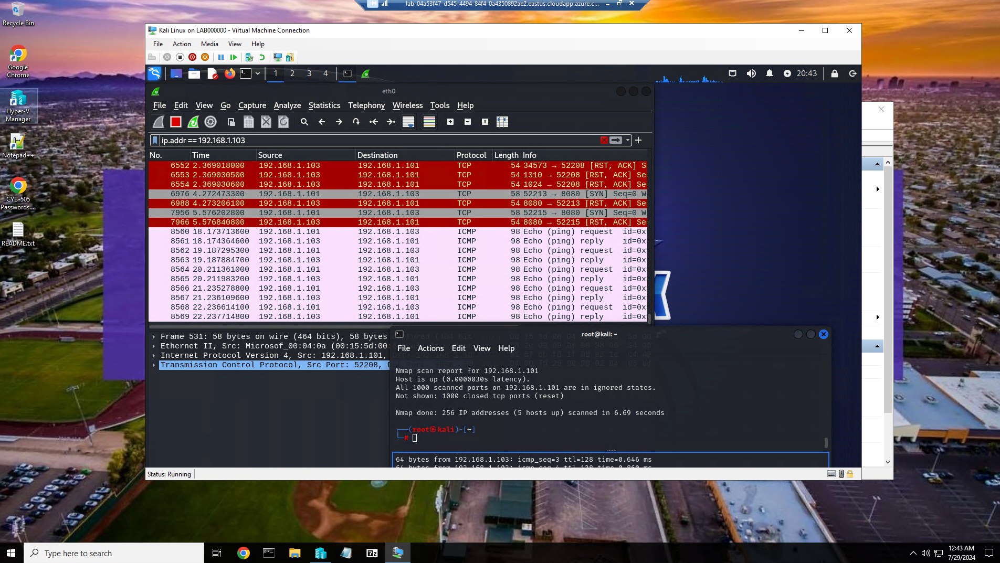 lab-04a53f47-d545-4494-84f4-0a4350892ae2.eastus.cloudapp.azure.c...
Recycle Bin
Google Chrome
Hyper-V Manager
Notepad++
CYB-505 Passwords....
README.txt
Kali Linux on LAB000000 - Virtual Machine Connection
File Action Media View Help
1 2 3 4 20:43
eth0
File Edit View Go Capture Analyze Statistics Telephony Wireless Tools Help
ip.addr == 192.168.1.103
No. Time Source Destination Protocol Length Info
6552 2.369018000 192.168.1.103 192.168.1.101 TCP 54 34573 → 52208 [RST, ACK] Se
6553 2.369030500 192.168.1.103 192.168.1.101 TCP 54 1310 → 52208 [RST, ACK] Seq
6554 2.369030600 192.168.1.103 192.168.1.101 TCP 54 1024 → 52208 [RST, ACK] Seq
6976 4.272473300 192.168.1.101 192.168.1.103 TCP 58 52213 → 8080 [SYN] Seq=0 W
6988 4.273206100 192.168.1.103 192.168.1.101 TCP 54 8080 → 52213 [RST, ACK] Seq
7956 5.576202800 192.168.1.101 192.168.1.103 TCP 58 52215 → 8080 [SYN] Seq=0 W
7966 5.576840800 192.168.1.103 192.168.1.101 TCP 54 8080 → 52215 [RST, ACK] Seq
8560 18.173713600 192.168.1.101 192.168.1.103 ICMP 98 Echo (ping) request id=0x
8561 18.174364600 192.168.1.103 192.168.1.101 ICMP 98 Echo (ping) reply id=0x
8562 19.187295300 192.168.1.101 192.168.1.103 ICMP 98 Echo (ping) request id=0x
8563 19.187884700 192.168.1.103 192.168.1.101 ICMP 98 Echo (ping) reply id=0x
8564 20.211361000 192.168.1.101 192.168.1.103 ICMP 98 Echo (ping) request id=0x
8565 20.211983200 192.168.1.103 192.168.1.101 ICMP 98 Echo (ping) reply id=0x
8566 21.235278800 192.168.1.101 192.168.1.103 ICMP 98 Echo (ping) request id=0x
8567 21.236109600 192.168.1.103 192.168.1.101 ICMP 98 Echo (ping) reply id=0x
8568 22.236614100 192.168.1.101 192.168.1.103 ICMP 98 Echo (ping) request id=0x
8569 22.237714800 192.168.1.103 192.168.1.101 ICMP 98 Echo (ping) reply id=0x
Frame 531: 58 bytes on wire (464 bits), 58 bytes
Ethernet II, Src: Microsof_00:04:0a (00:15:5d:00:
Internet Protocol Version 4, Src: 192.168.1.101,
Transmission Control Protocol, Src Port: 52208, D
root@kali: ~
File Actions Edit View Help
Nmap scan report for 192.168.1.101
Host is up (0.0000030s latency).
All 1000 scanned ports on 192.168.1.101 are in ignored states.
Not shown: 1000 closed tcp ports (reset)
Nmap done: 256 IP addresses (5 hosts up) scanned in 6.69 seconds
(root㉿kali)-[~]
#
64 bytes from 192.168.1.103: icmp_seq=3 ttl=128 time=0.646 ms
64 bytes from 192.168.1.103: icmp_seq=4 ttl=128 time=0.860 ms
Status: Running
Type here to search
12:43 AM
7/29/2024